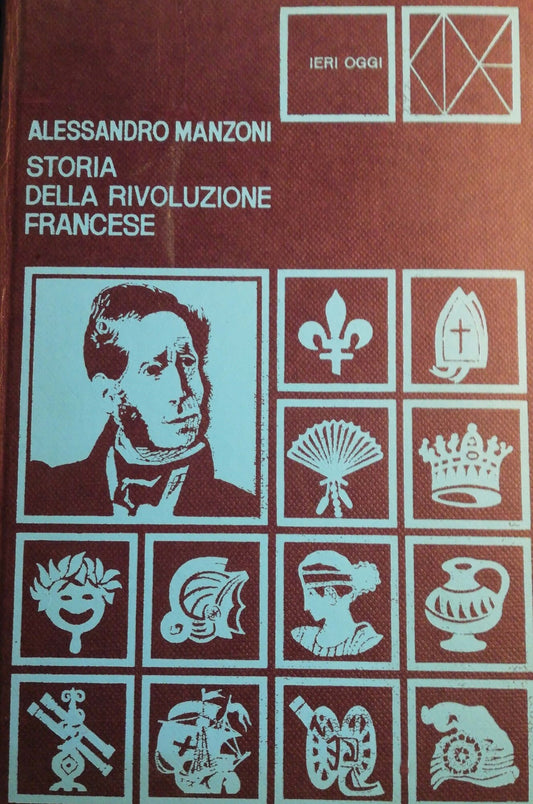 IERI OGGI
ALESSANDRO MANZONI
STORIA
DELLA RIVOLUZIONE
FRANCESE